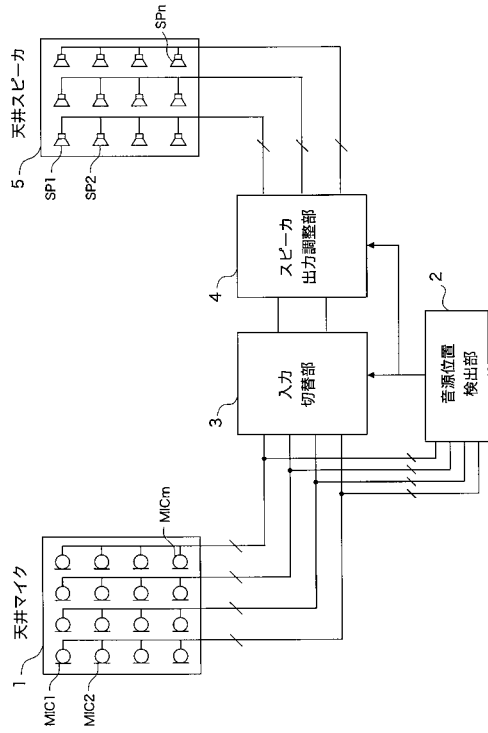 天井マイク
1
MIC1
MIC2
MICm
3
入力
切替部
4
スピーカ
出力調整部
2
音源位置
検出部
天井スピーカ
5
SP1
SP2
SPn